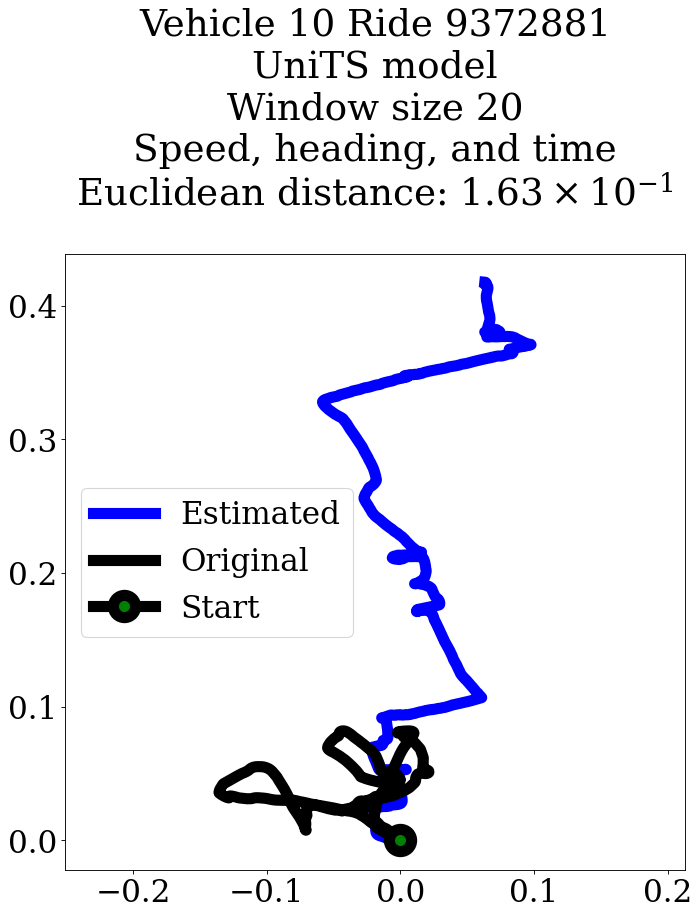 Vehicle 10 Ride 9372881
UniTS model
Window size 20
Speed, heading, and time
Euclidean distance: 1.63 × 10⁻¹
0.4
0.3
Estimated
Original
0.2
Start
0.1
0.0
−0.2 −0.1 0.0 0.1 0.2